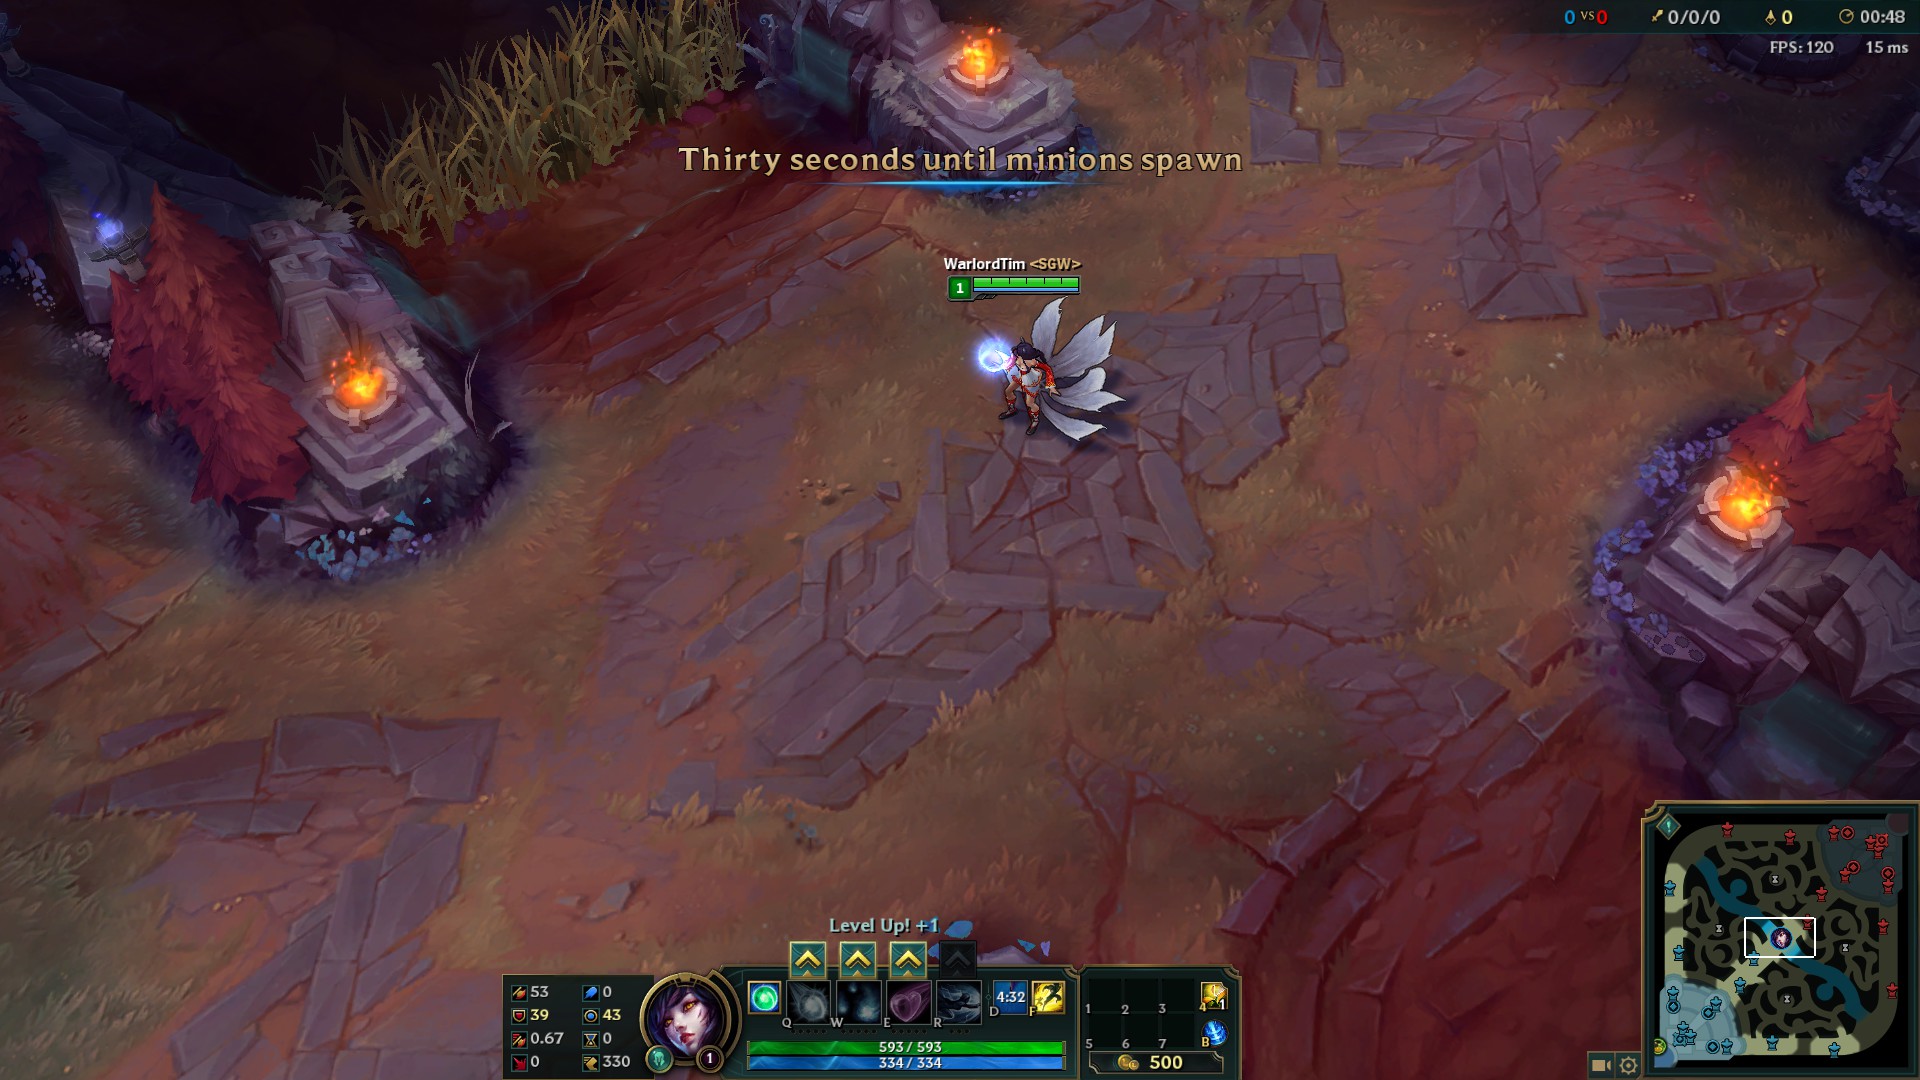 0 VS 0 0/0/0 0 00:48
FPS: 120 15 ms
Thirty seconds until minions spawn
WarlordTim <SGW>
1
Level Up! +1
53 0
39 43
0.67 0
0 330
1
Q W E R
4:32
D F
593 / 593
334 / 334
1 2 3 4 1
5 6 7 B
500